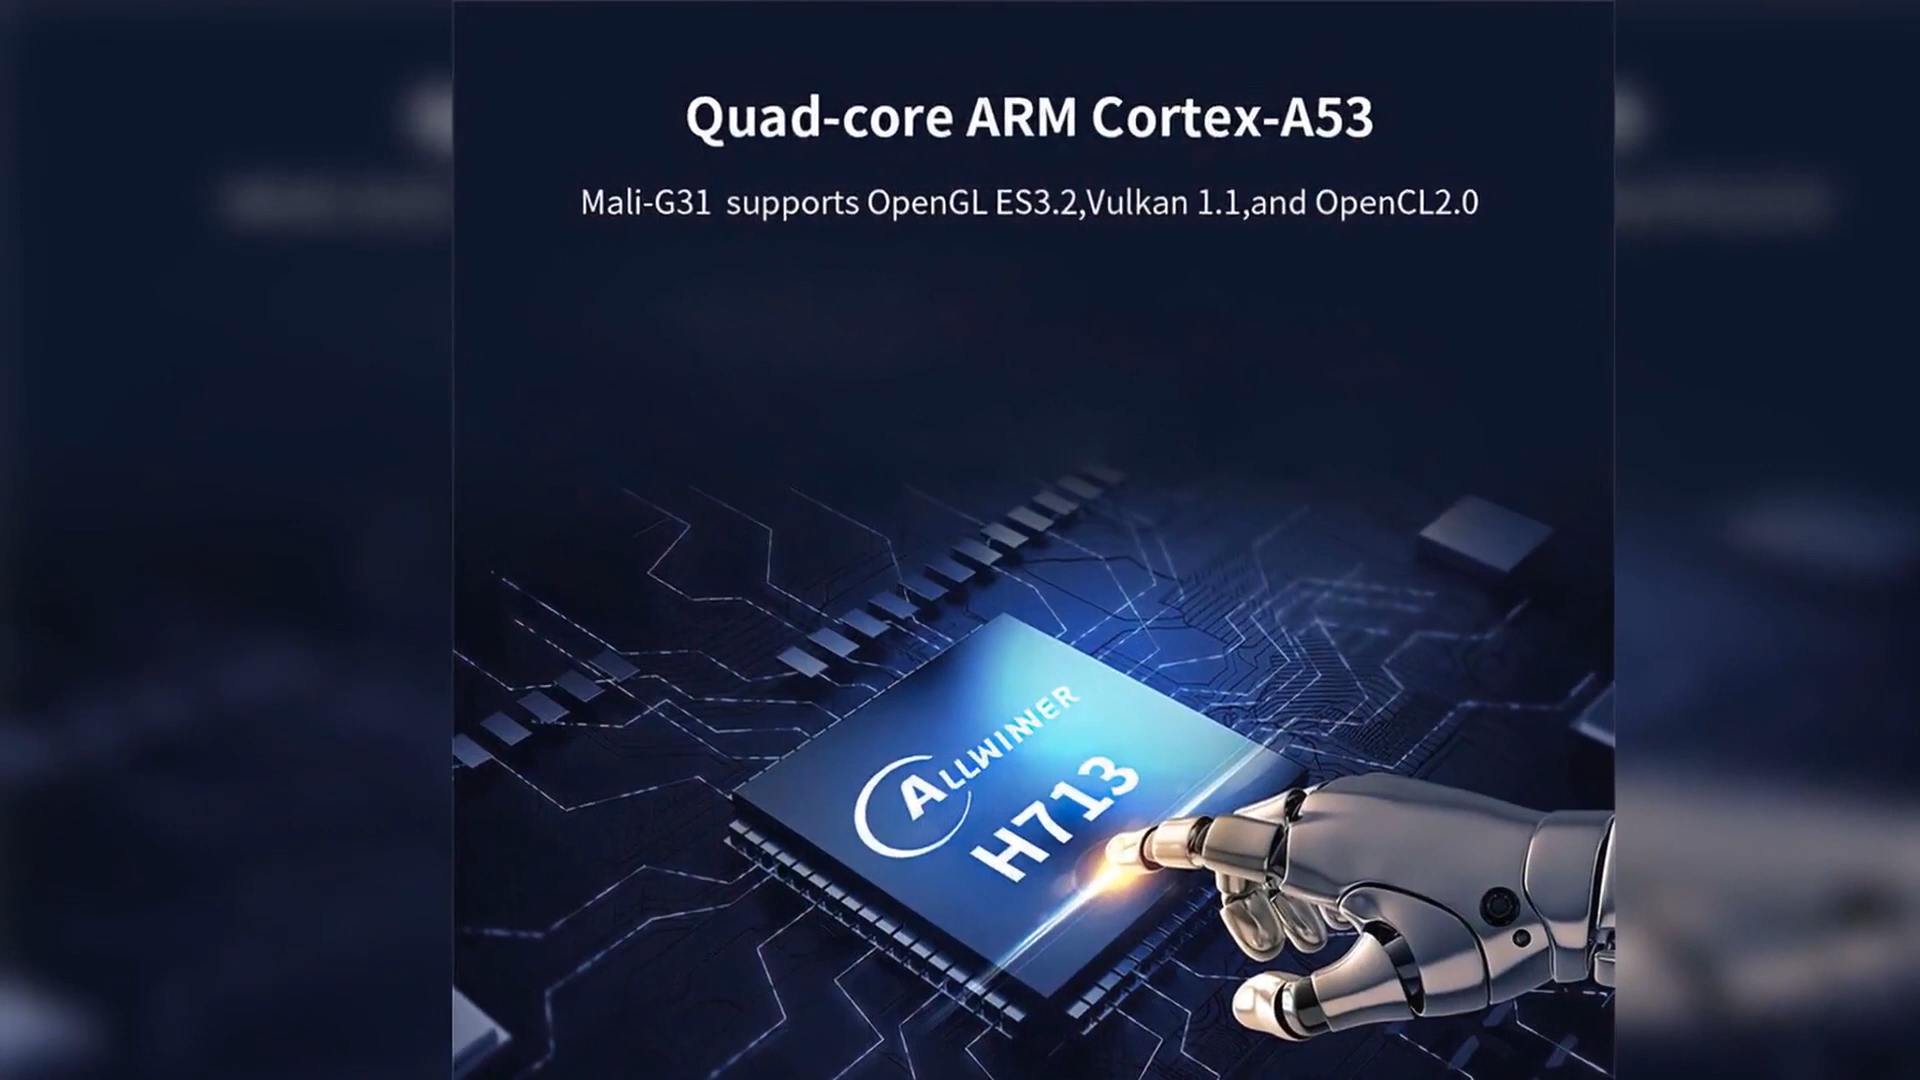 Quad-core ARM Cortex-A53
Mali-G31 supports OpenGL ES3.2,Vulkan 1.1,and OpenCL2.0
ALLWINNER
H713